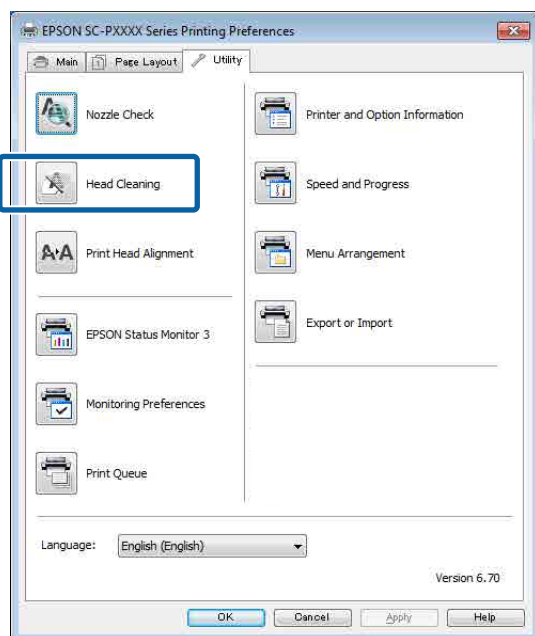 EPSON SC-PXXXX Series Printing Preferences
Main Page Layout Utility
Nozzle Check
Head Cleaning
Print Head Alignment
EPSON Status Monitor 3
Monitoring Preferences
Print Queue
Printer and Option Information
Speed and Progress
Menu Arrangement
Export or Import
Language: English (English)
Version 6.70
OK Cancel Apply Help